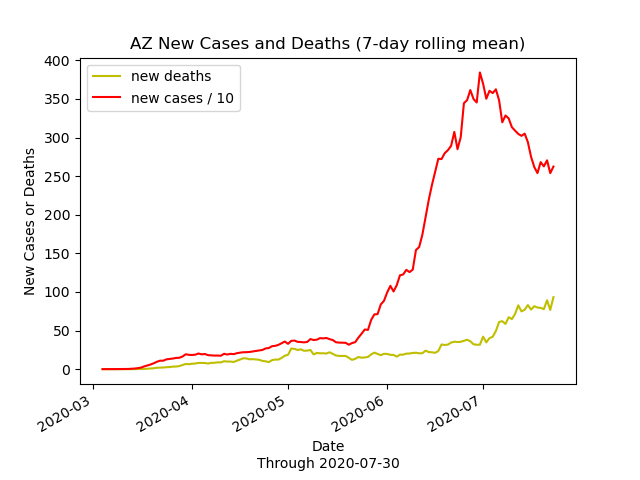 AZ New Cases and Deaths (7-day rolling mean)
new deaths
new cases / 10
400
350
300
250
200
150
100
50
0
New Cases or Deaths
2020-03
2020-04
2020-05
2020-06
2020-07
Date
Through 2020-07-30